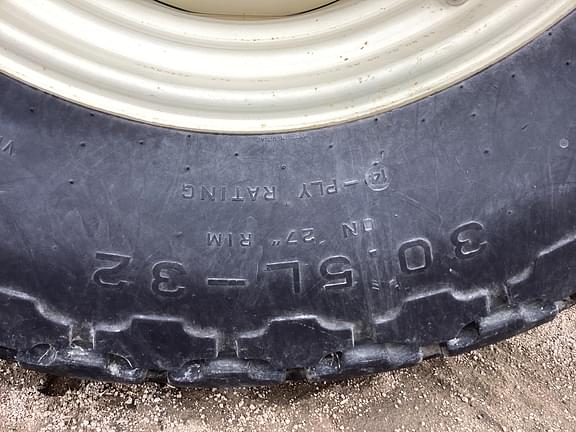 30.5L-32
ON 27" RIM
14-PLY RATING